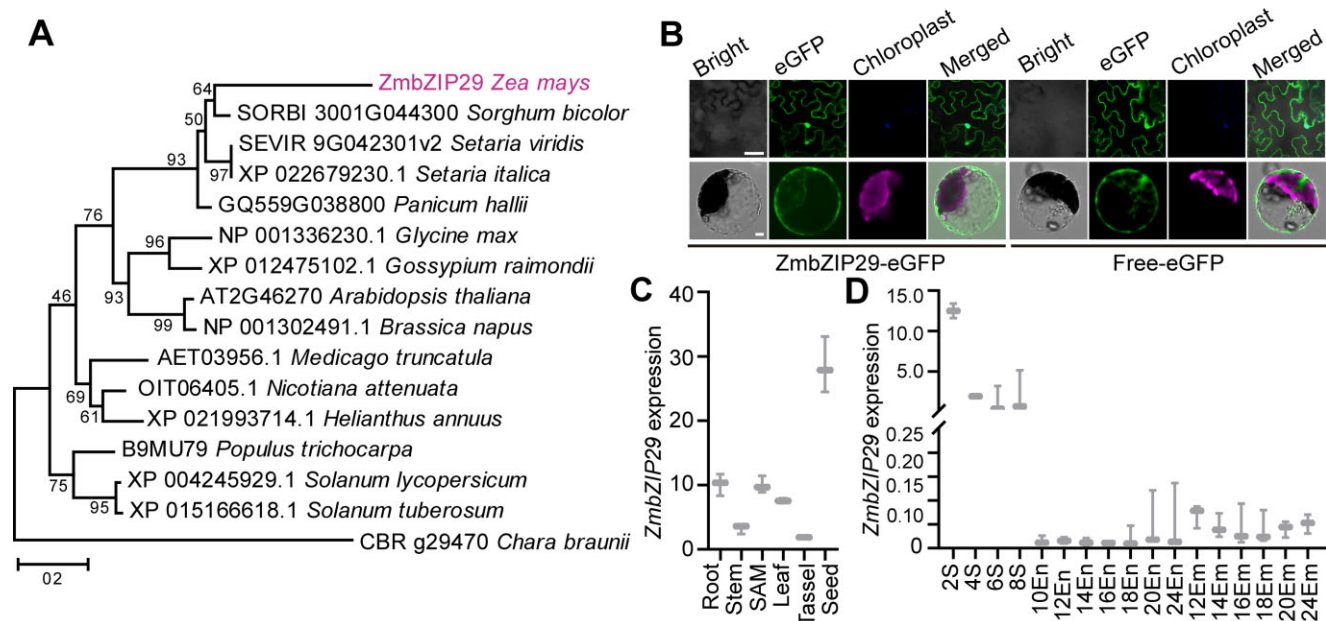 A
ZmbZIP29 Zea mays
SORBI 3001G044300 Sorghum bicolor
SEVIR 9G042301v2 Setaria viridis
XP 022679230.1 Setaria italica
GQ559G038800 Panicum hallii
NP 001336230.1 Glycine max
XP 012475102.1 Gossypium raimondii
AT2G46270 Arabidopsis thaliana
NP 001302491.1 Brassica napus
AET03956.1 Medicago truncatula
OIT06405.1 Nicotiana attenuata
XP 021993714.1 Helianthus annuus
B9MU79 Populus trichocarpa
XP 004245929.1 Solanum lycopersicum
XP 015166618.1 Solanum tuberosum
CBR g29470 Chara braunii
64
50
97
93
76
96
93
99
46
69
61
75
95
02
B
Bright
eGFP
Chloroplast
Merged
Bright
eGFP
Chloroplast
Merged
ZmbZIP29-eGFP
Free-eGFP
C
ZmbZIP29 expression
40
30
20
10
0
Root
Stem
SAM
Leaf
Tassel
Seed
D
ZmbZIP29 expression
15.0
10.0
5.0
0.25
0.20
0.15
0.10
0
2S
4S
6S
8S
10En
12En
14En
16En
18En
20En
24En
12Em
14Em
16Em
18Em
20Em
24Em